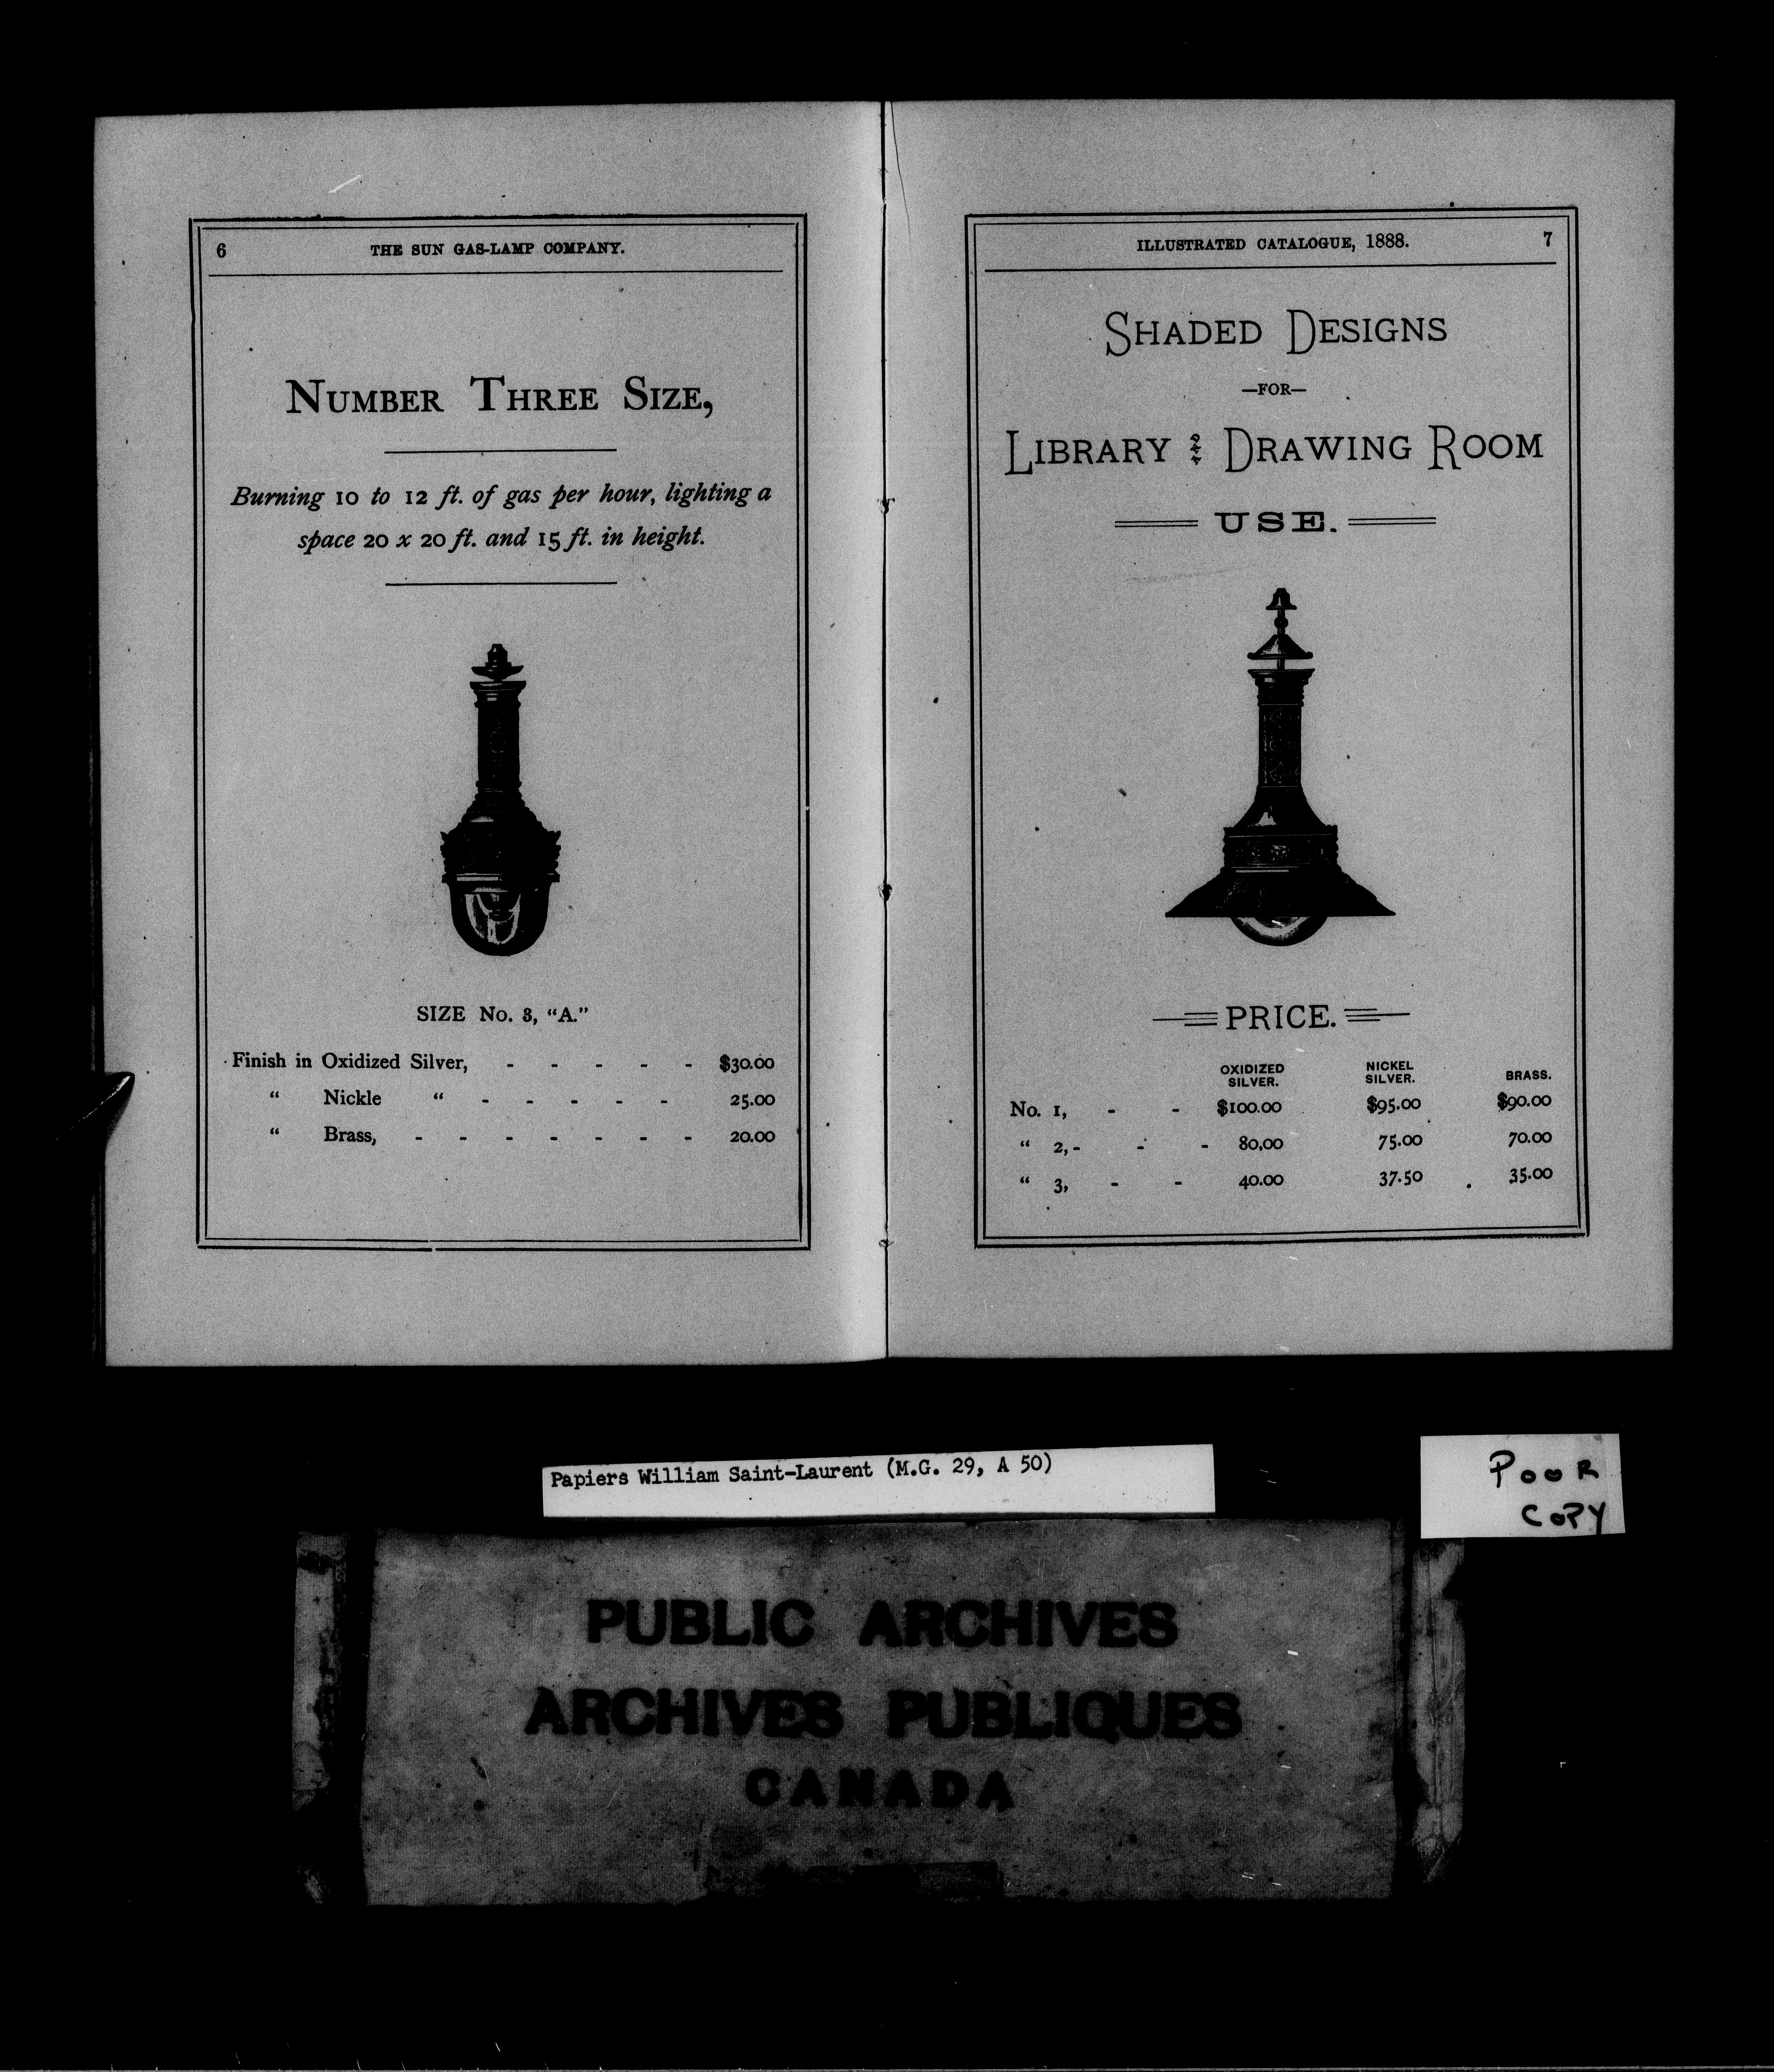 6 THE SUN GAS-LAMP COMPANY.
NUMBER THREE SIZE,
Burning 10 to 12 ft. of gas per hour, lighting a
space 20 x 20 ft. and 15 ft. in height.
SIZE No. 3, “A.”
Finish in Oxidized Silver, - - - - - $30.00
“ Nickle “ - - - - - 25.00
“ Brass, - - - - - - - 20.00
ILLUSTRATED CATALOGUE, 1888. 7
SHADED DESIGNS
—FOR—
LIBRARY & DRAWING ROOM
USE.
PRICE.
OXIDIZED SILVER. NICKEL SILVER. BRASS.
No. 1, - - $100.00 $95.00 $90.00
“ 2, - - - 80,00 75.00 70.00
“ 3, - - 40.00 37.50 35.00
Papiers William Saint-Laurent (M.G. 29, A 50)
POOR
COPY
PUBLIC ARCHIVES
ARCHIVES PUBLIQUES
CANADA